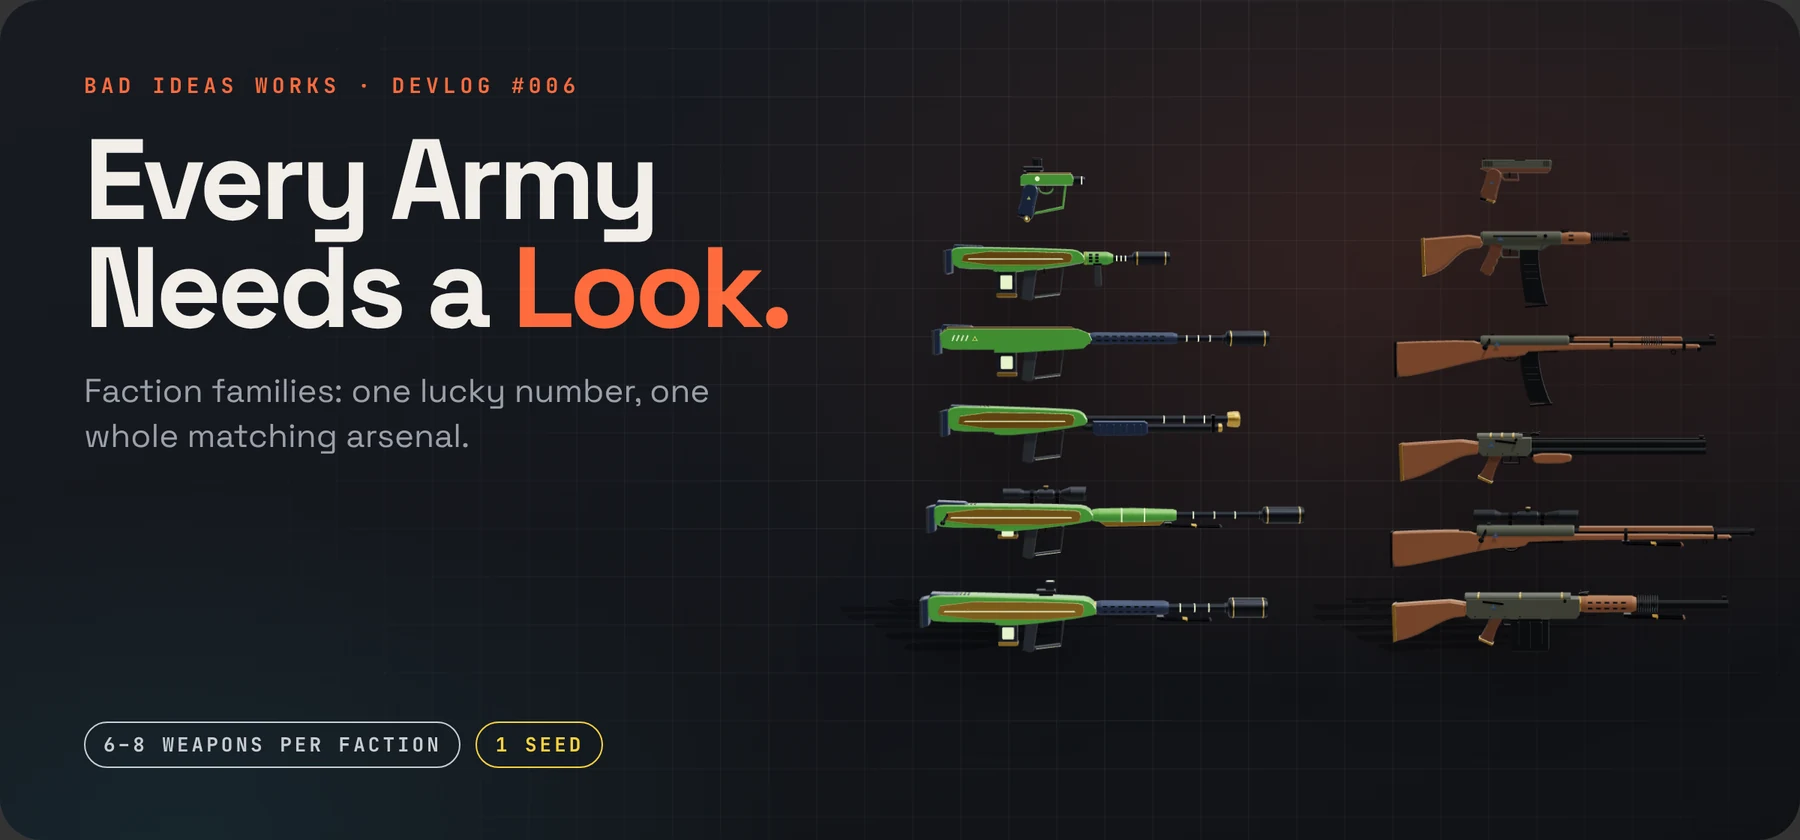 BAD IDEAS WORKS · DEVLOG #006
Every Army
Needs a Look.
Faction families: one lucky number, one
whole matching arsenal.
6–8 WEAPONS PER FACTION
1 SEED